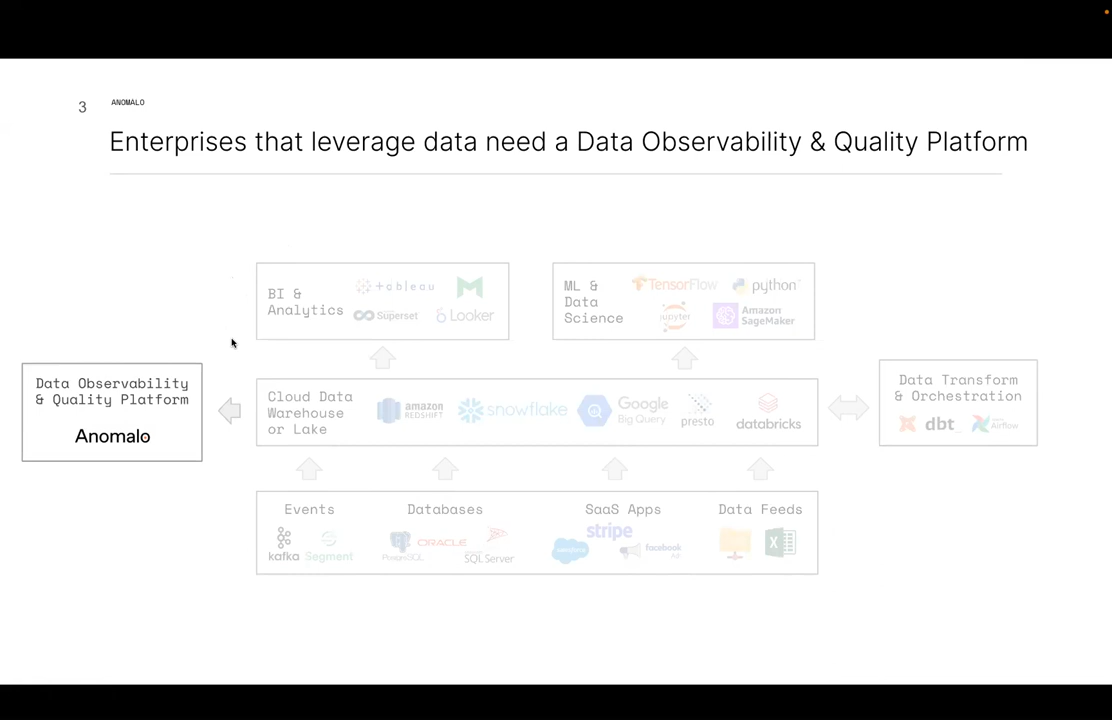 3
ANOMALO
Enterprises that leverage data need a Data Observability & Quality Platform
BI &
Analytics
tableau
Superset
Looker
ML &
Data
Science
TensorFlow
python
jupyter
Amazon
SageMaker
Data Observability
& Quality Platform
Anomalo
Cloud Data
Warehouse
or Lake
amazon
REDSHIFT
snowflake
Google
Big Query
presto
databricks
Data Transform
& Orchestration
dbt
Airflow
Events
kafka
Segment
Databases
PostgreSQL
ORACLE
SQL Server
SaaS Apps
stripe
salesforce
facebook
Ad
Data Feeds